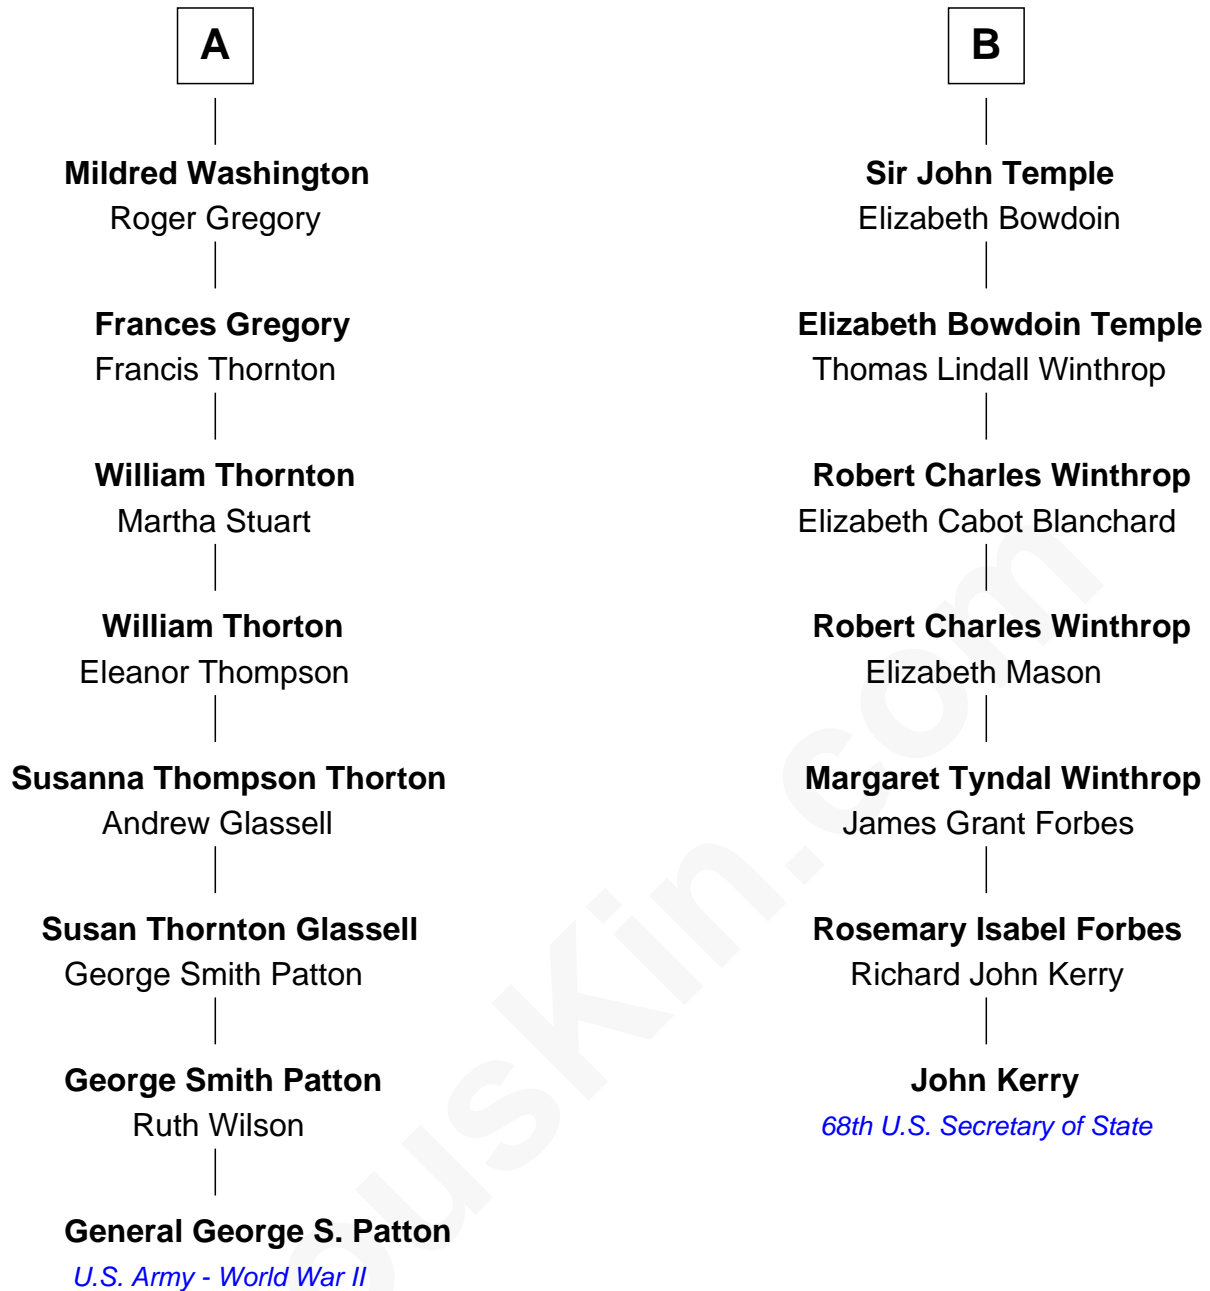 A
Mildred Washington
Roger Gregory
Frances Gregory
Francis Thornton
William Thornton
Martha Stuart
William Thorton
Eleanor Thompson
Susanna Thompson Thorton
Andrew Glassell
Susan Thornton Glassell
George Smith Patton
George Smith Patton
Ruth Wilson
General George S. Patton
U.S. Army - World War II
B
Sir John Temple
Elizabeth Bowdoin
Elizabeth Bowdoin Temple
Thomas Lindall Winthrop
Robert Charles Winthrop
Elizabeth Cabot Blanchard
Robert Charles Winthrop
Elizabeth Mason
Margaret Tyndal Winthrop
James Grant Forbes
Rosemary Isabel Forbes
Richard John Kerry
John Kerry
68th U.S. Secretary of State
ousKin.com